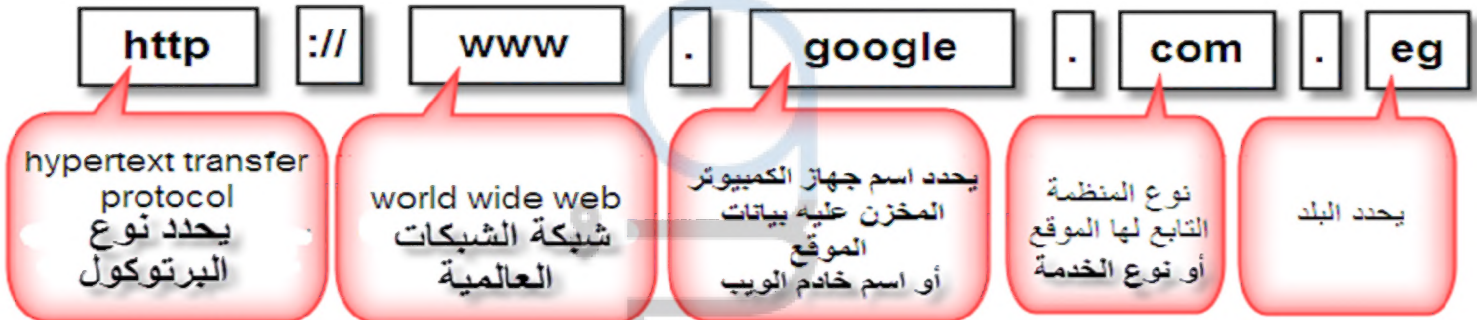 http :// www . google . com . eg
hypertext transfer
protocol
يحدد نوع
البرتوكول
world wide web
شبكة الشبكات
العالمية
يحدد اسم جهاز الكمبيوتر
المخزن عليه بيانات
الموقع
أو اسم خادم الويب
نوع المنظمة
التابع لها الموقع
أو نوع الخدمة
يحدد البلد